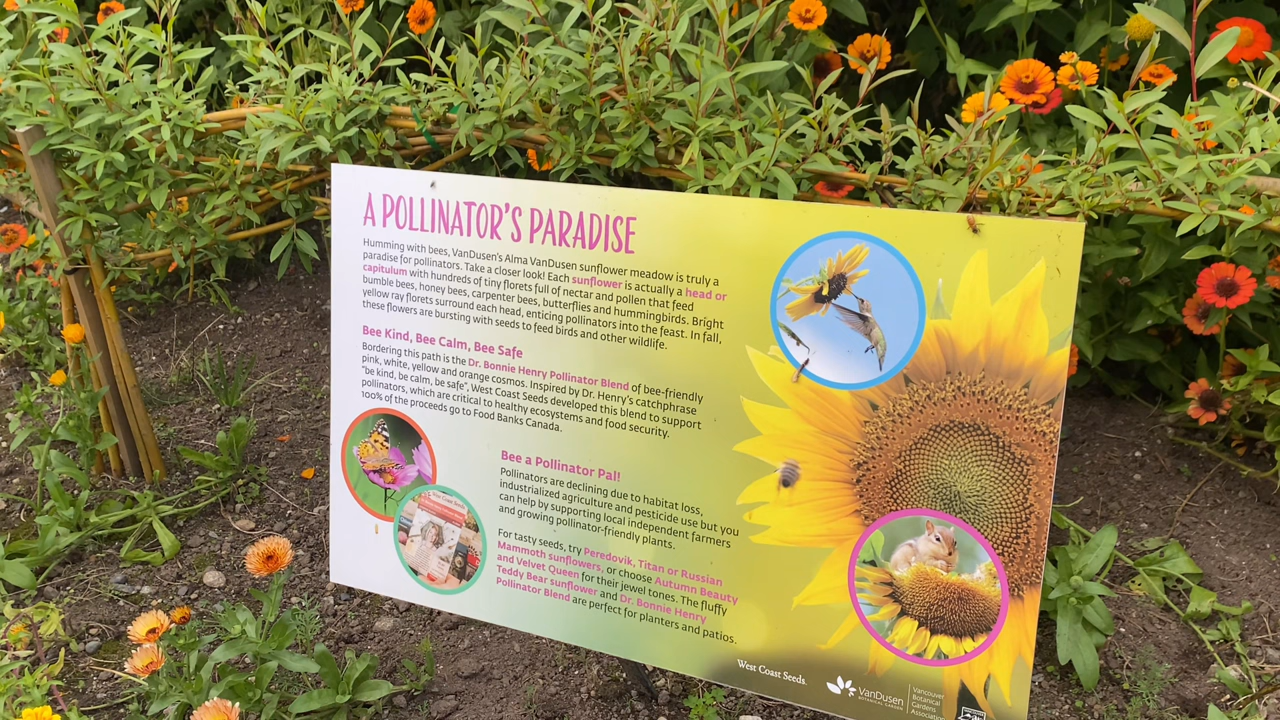 A POLLINATOR'S PARADISE
Humming with bees, VanDusen's Alma VanDusen sunflower meadow is truly a
paradise for pollinators. Take a closer look! Each sunflower is actually a head or
capitulum with hundreds of tiny florets full of nectar and pollen that feed
bumble bees, honey bees, carpenter bees, butterflies and hummingbirds. Bright
yellow ray florets surround each head, enticing pollinators into the feast. In fall,
these flowers are bursting with seeds to feed birds and other wildlife.
Bee Kind, Bee Calm, Bee Safe
Bordering this path is the Dr. Bonnie Henry Pollinator Blend of bee-friendly
pink, white, yellow and orange cosmos. Inspired by Dr. Henry's catchphrase
"be kind, be calm, be safe", West Coast Seeds developed this blend to support
pollinators, which are critical to healthy ecosystems and food security.
100% of the proceeds go to Food Banks Canada.
Bee a Pollinator Pal!
Pollinators are declining due to habitat loss,
industrialized agriculture and pesticide use but you
can help by supporting local independent farmers
and growing pollinator-friendly plants.
For tasty seeds, try Peredovik, Titan or Russian
Mammoth sunflowers, or choose Autumn Beauty
and Velvet Queen for their jewel tones. The fluffy
Teddy Bear sunflower and Dr. Bonnie Henry
Pollinator Blend are perfect for planters and patios.
West Coast Seeds
West Coast Seeds.
VanDusen
BOTANICAL GARDEN
Vancouver
Botanical
Gardens
Association